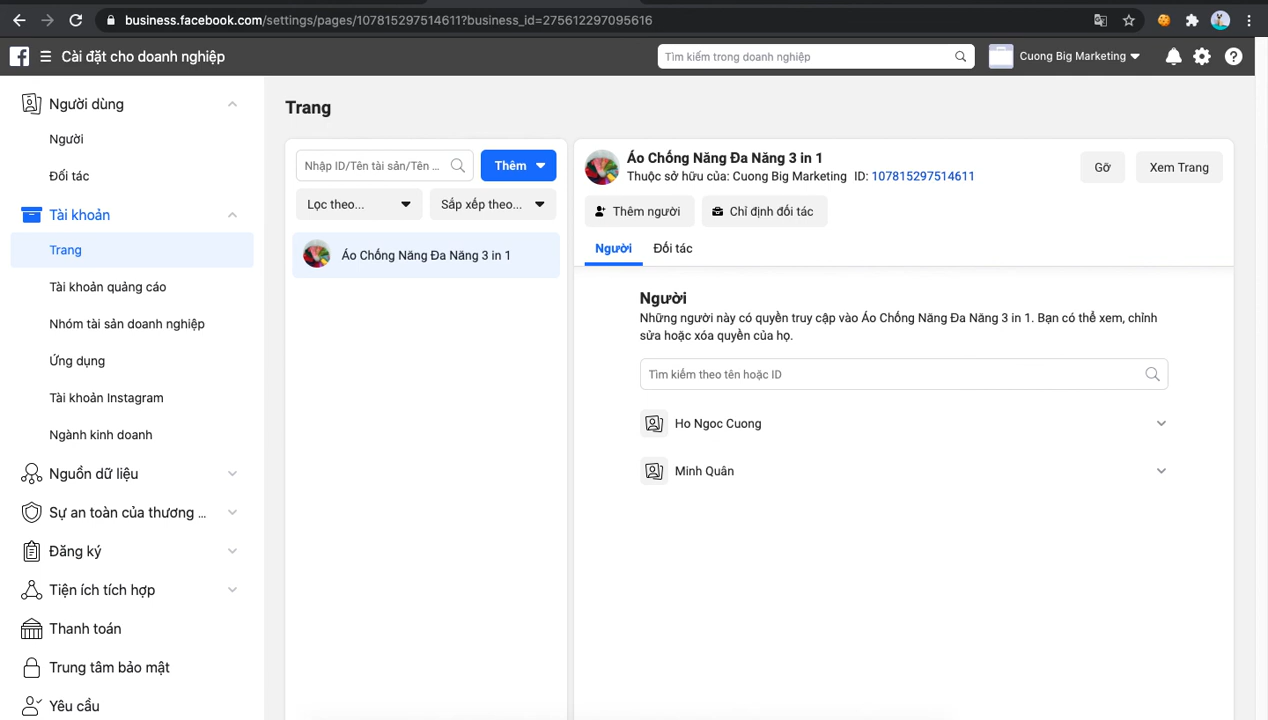 business.facebook.com/settings/pages/107815297514611?business_id=275612297095616
Cài đặt cho doanh nghiệp
Tìm kiếm trong doanh nghiệp
Cuong Big Marketing
Người dùng
Người
Đối tác
Tài khoản
Trang
Tài khoản quảng cáo
Nhóm tài sản doanh nghiệp
Ứng dụng
Tài khoản Instagram
Ngành kinh doanh
Nguồn dữ liệu
Sự an toàn của thương ...
Đăng ký
Tiện ích tích hợp
Thanh toán
Trung tâm bảo mật
Yêu cầu
Trang
Nhập ID/Tên tài sản/Tên ...
Thêm
Lọc theo...
Sắp xếp theo...
Áo Chống Năng Đa Năng 3 in 1
Áo Chống Năng Đa Năng 3 in 1
Thuộc sở hữu của: Cuong Big Marketing ID: 107815297514611
Gỡ
Xem Trang
Thêm người
Chỉ định đối tác
Người
Đối tác
Người
Những người này có quyền truy cập vào Áo Chống Năng Đa Năng 3 in 1. Bạn có thể xem, chỉnh
sửa hoặc xóa quyền của họ.
Tìm kiếm theo tên hoặc ID
Ho Ngoc Cuong
Minh Quân